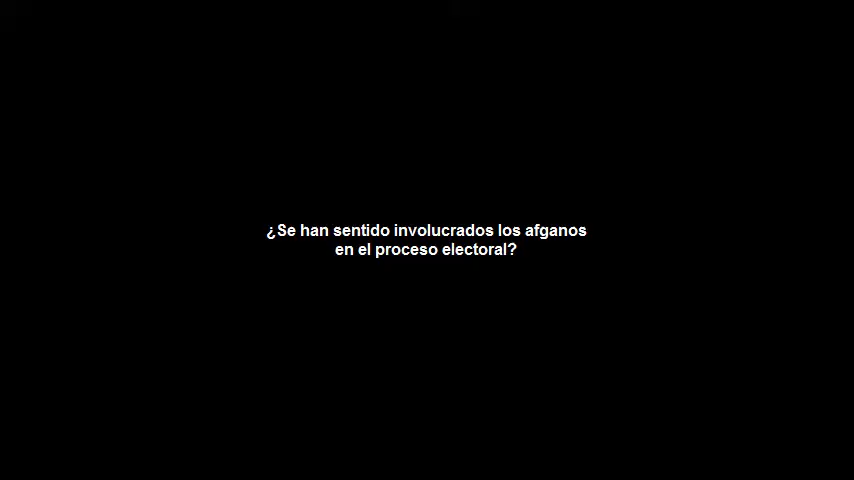 ¿Se han sentido involucrados los afganos
en el proceso electoral?